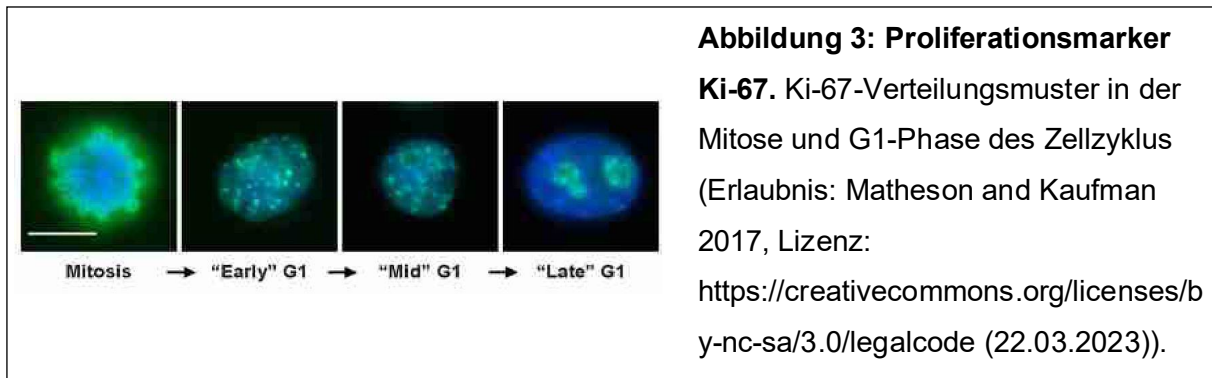 Abbildung 3: Proliferationsmarker
Ki-67. Ki-67-Verteilungsmuster in der
Mitose und G1-Phase des Zellzyklus
(Erlaubnis: Matheson and Kaufman
2017, Lizenz:
https://creativecommons.org/licenses/b
y-nc-sa/3.0/legalcode (22.03.2023)).
Mitosis → "Early" G1 → "Mid" G1 → "Late" G1